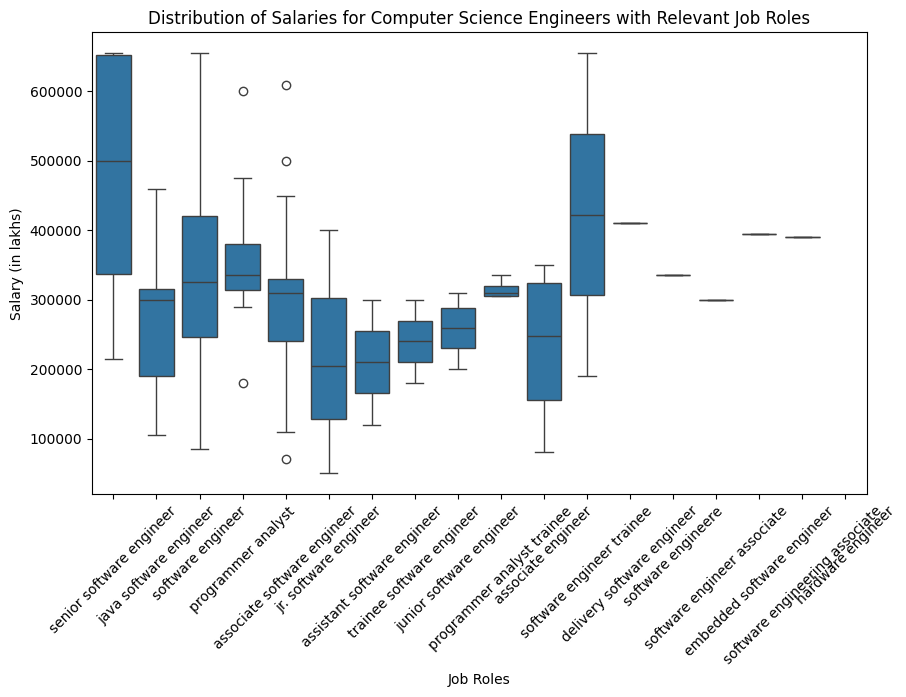 Distribution of Salaries for Computer Science Engineers with Relevant Job Roles
Salary (in lakhs)
600000
500000
400000
300000
200000
100000
senior software engineer
java software engineer
software engineer
programmer analyst
associate software engineer
jr. software engineer
assistant software engineer
trainee software engineer
junior software engineer
programmer analyst trainee
associate engineer
software engineer trainee
delivery software engineer
software engineere
software engineer associate
embedded software engineer
software engineering associate
hardware engineer
Job Roles